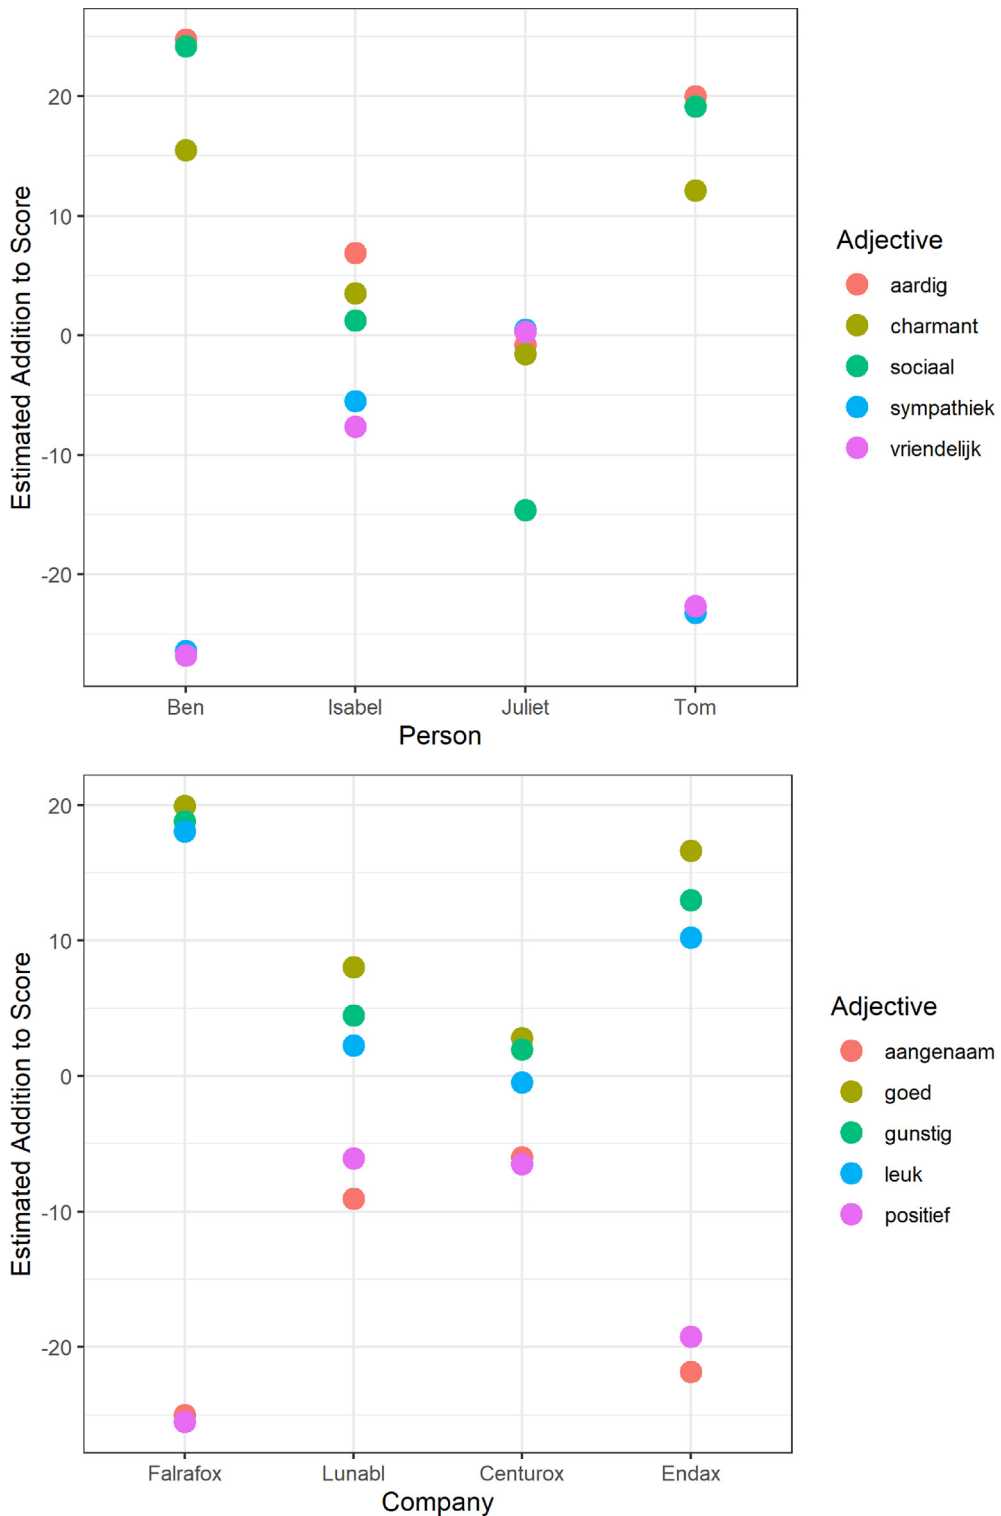 Estimated Addition to Score
20
10
0
-10
-20
Ben Isabel Juliet Tom
Person
Adjective
aardig
charmant
sociaal
sympathiek
vriendelijk
Estimated Addition to Score
20
10
0
-10
-20
Falrafox Lunabl Centurox Endax
Company
Adjective
aangenaam
goed
gunstig
leuk
positief